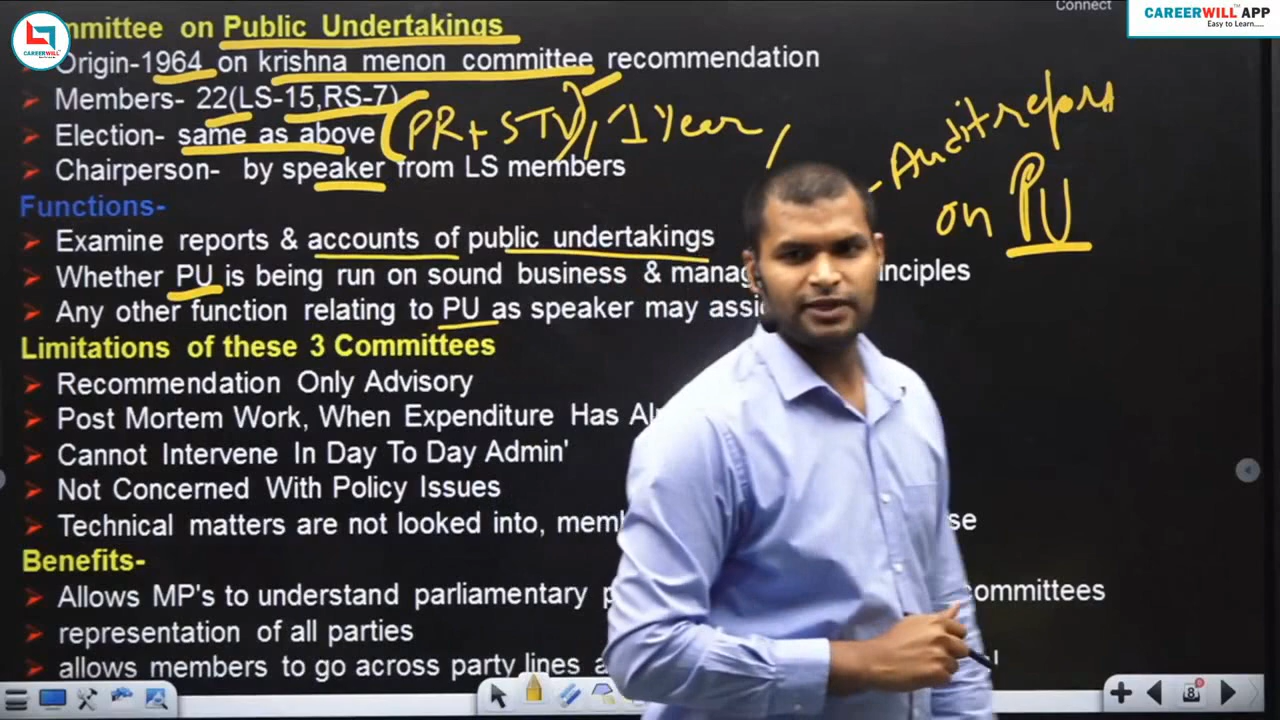 Connect
CAREERWILL APP
Easy to Learn.....
CAREERWILL
mmittee on Public Undertakings
Origin-1964 on krishna menon committee recommendation
Members- 22(LS-15,RS-7)
Election- same as above (PR+ STV), 1 Year,
Chairperson- by speaker from LS members
Audit report
on PU
Functions-
Examine reports & accounts of public undertakings
Whether PU is being run on sound business & manag inciples
Any other function relating to PU as speaker may assi
Limitations of these 3 Committees
Recommendation Only Advisory
Post Mortem Work, When Expenditure Has Al
Cannot Intervene In Day To Day Admin'
Not Concerned With Policy Issues
Technical matters are not looked into, mem se
Benefits-
Allows MP's to understand parliamentary p committees
representation of all parties
allows members to go across party lines a
8